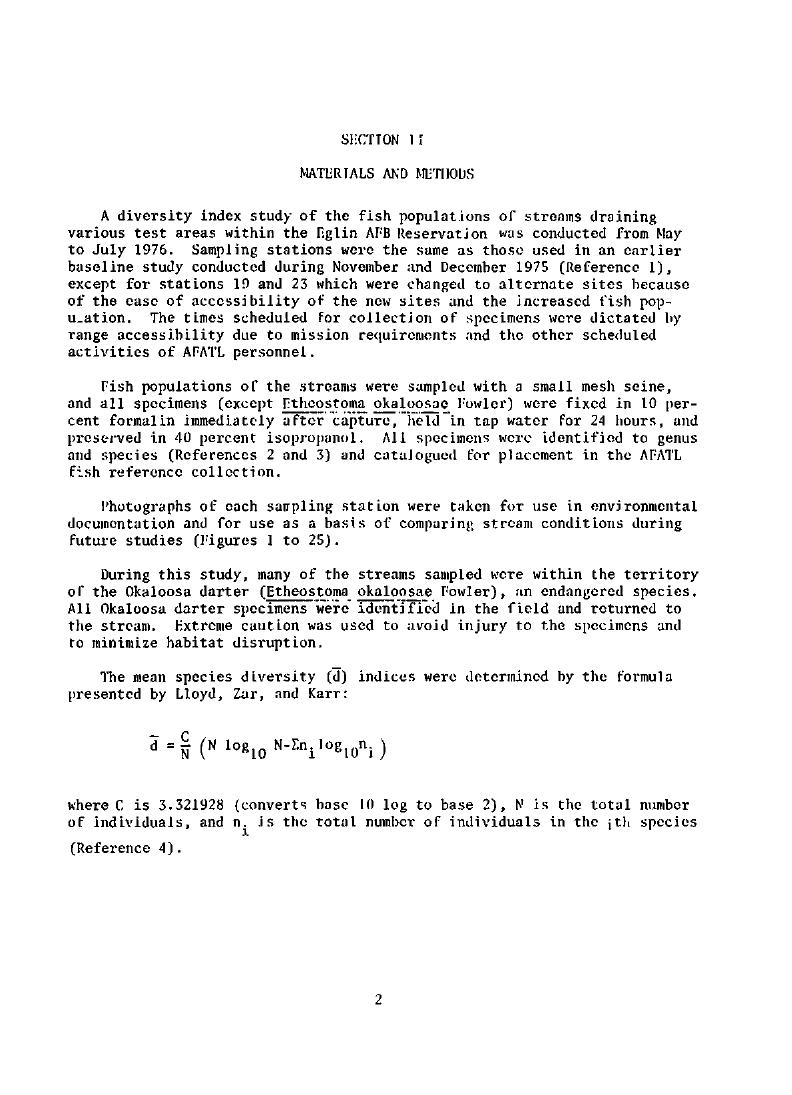 SECTION II
MATERIALS AND METHODS
A diversity index study of the fish populations of streams draining
various test areas within the Eglin AFB Reservation was conducted from May
to July 1976. Sampling stations were the same as those used in an earlier
baseline study conducted during November and December 1975 (Reference 1),
except for stations 19 and 23 which were changed to alternate sites because
of the ease of accessibility of the new sites and the increased fish pop-
ulation. The times scheduled for collection of specimens were dictated by
range accessibility due to mission requirements and the other scheduled
activities of AFATL personnel.
Fish populations of the streams were sampled with a small mesh seine,
and all specimens (except Etheostoma okaloosae Fowler) were fixed in 10 per-
cent formalin immediately after capture, held in tap water for 24 hours, and
preserved in 40 percent isopropanol. All specimens were identified to genus
and species (References 2 and 3) and catalogued for placement in the AFATL
fish reference collection.
Photographs of each sampling station were taken for use in environmental
documentation and for use as a basis of comparing stream conditions during
future studies (Figures 1 to 25).
During this study, many of the streams sampled were within the territory
of the Okaloosa darter (Etheostoma okaloosae Fowler), an endangered species.
All Okaloosa darter specimens were identified in the field and returned to
the stream. Extreme caution was used to avoid injury to the specimens and
to minimize habitat disruption.
The mean species diversity (d̅) indices were determined by the formula
presented by Lloyd, Zar, and Karr:
d̅ = C/N (N log₁₀ N-Σnᵢlog₁₀nᵢ)
where C is 3.321928 (converts base 10 log to base 2), N is the total number
of individuals, and nᵢ is the total number of individuals in the ith species
(Reference 4).
2